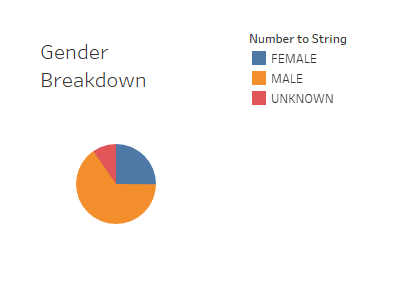 Gender
Breakdown
Number to String
FEMALE
MALE
UNKNOWN